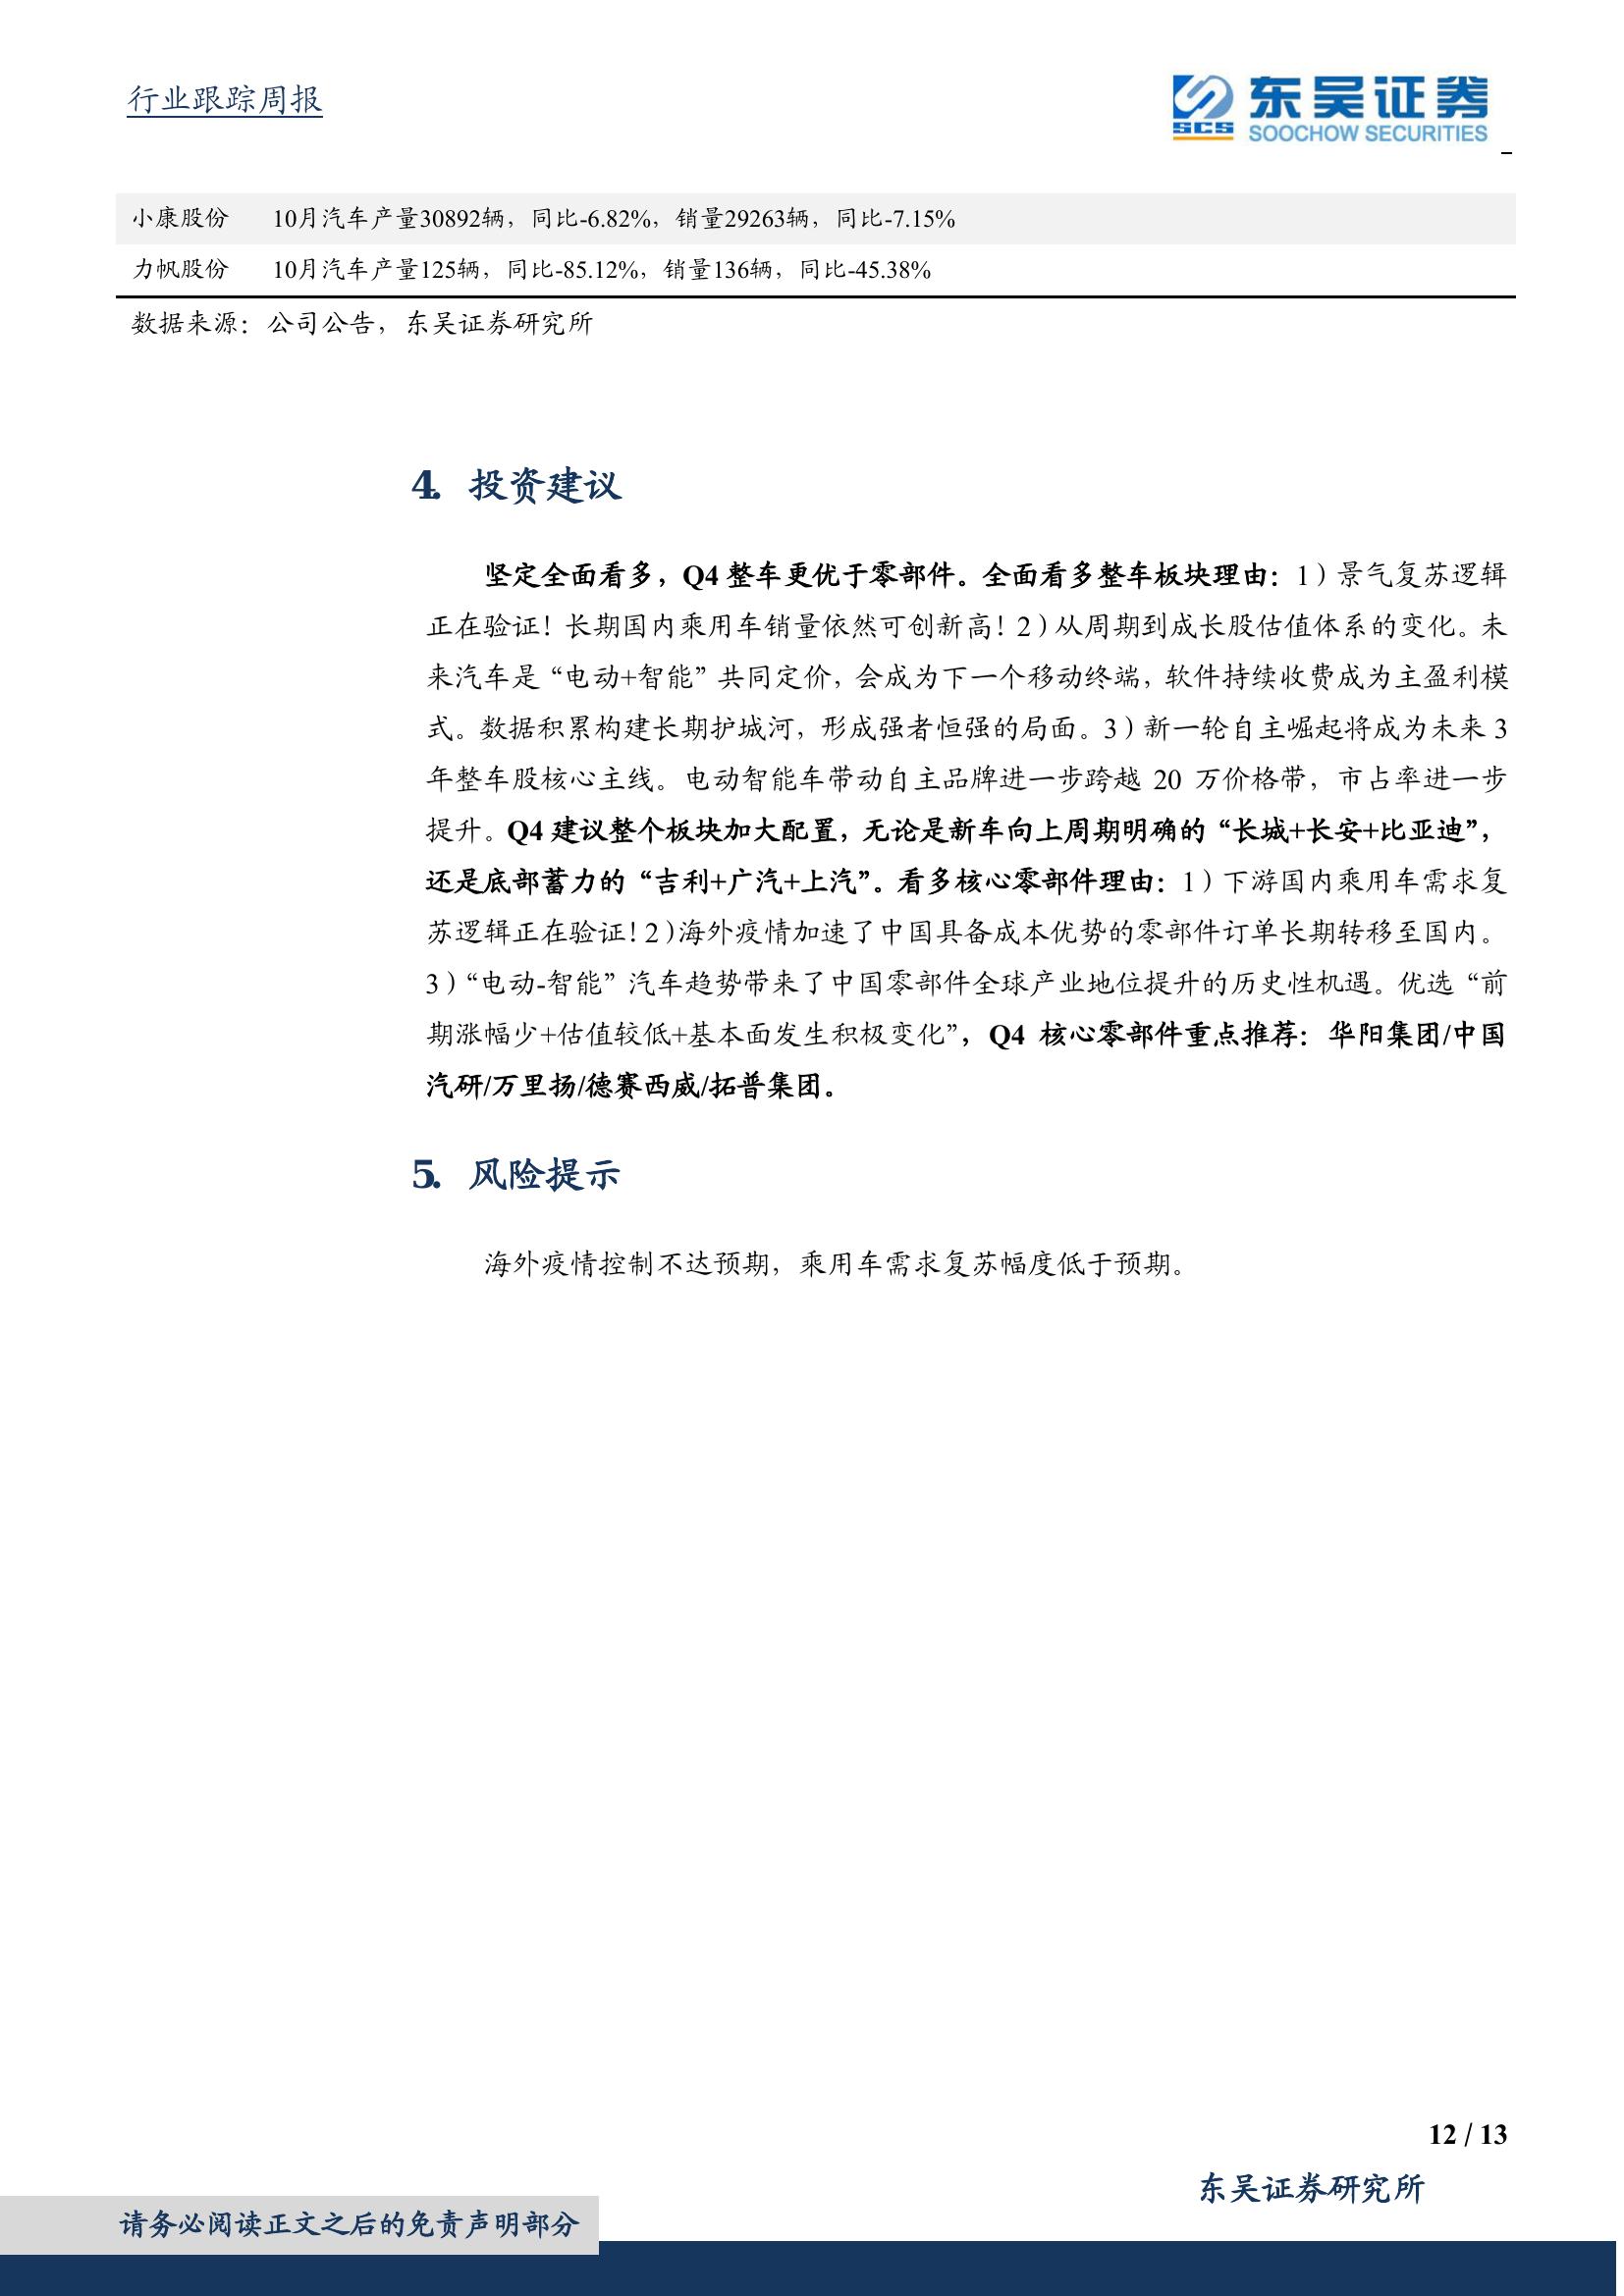 行业跟踪周报
SCS
东吴证券
SOOCHOW SECURITIES
小康股份 10月汽车产量30892辆，同比-6.82%，销量29263辆，同比-7.15%
力帆股份 10月汽车产量125辆，同比-85.12%，销量136辆，同比-45.38%
数据来源：公司公告，东吴证券研究所
4. 投资建议
坚定全面看多，Q4 整车更优于零部件。全面看多整车板块理由：1）景气复苏逻辑
正在验证！长期国内乘用车销量依然可创新高！2）从周期到成长股估值体系的变化。未
来汽车是“电动+智能”共同定价，会成为下一个移动终端，软件持续收费成为主盈利模
式。数据积累构建长期护城河，形成强者恒强的局面。3）新一轮自主崛起将成为未来 3
年整车股核心主线。电动智能车带动自主品牌进一步跨越 20 万价格带，市占率进一步
提升。Q4 建议整个板块加大配置，无论是新车向上周期明确的“长城+长安+比亚迪”，
还是底部蓄力的“吉利+广汽+上汽”。看多核心零部件理由：1）下游国内乘用车需求复
苏逻辑正在验证！2）海外疫情加速了中国具备成本优势的零部件订单长期转移至国内。
3）“电动-智能”汽车趋势带来了中国零部件全球产业地位提升的历史性机遇。优选“前
期涨幅少+估值较低+基本面发生积极变化”，Q4 核心零部件重点推荐：华阳集团/中国
汽研/万里扬/德赛西威/拓普集团。
5. 风险提示
海外疫情控制不达预期，乘用车需求复苏幅度低于预期。
12 / 13
东吴证券研究所
请务必阅读正文之后的免责声明部分